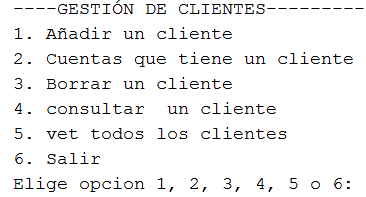 ----GESTIÓN DE CLIENTES---------
1. Añadir un cliente
2. Cuentas que tiene un cliente
3. Borrar un cliente
4. consultar  un cliente
5. vet todos los clientes
6. Salir
Elige opcion 1, 2, 3, 4, 5 o 6: